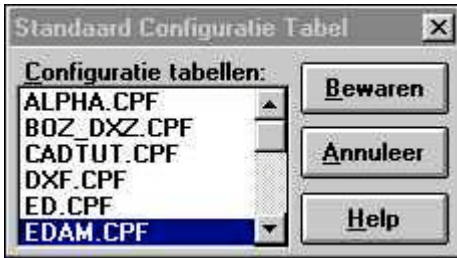 Standaard Configuratie Tabel
Configuratie tabellen:
ALPHA.CPF
BOZ_DXZ.CPF
CADTUT.CPF
DXF.CPF
ED.CPF
EDAM.CPF
Bewaren
Annuleer
Help